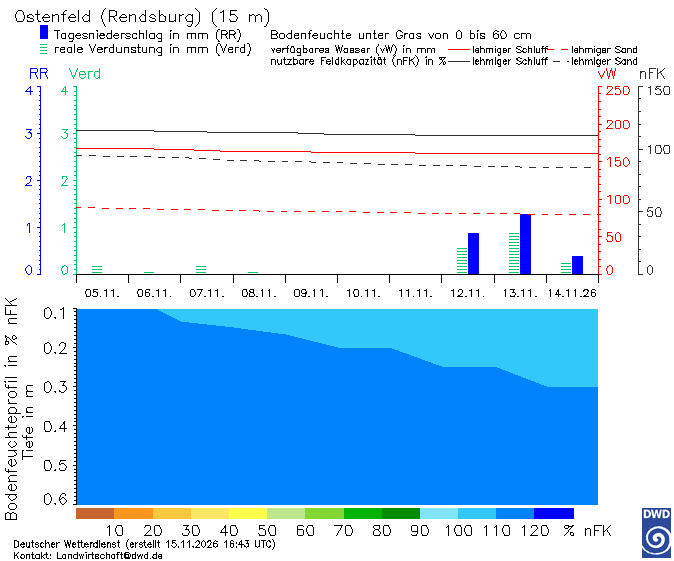 Ostenfeld (Rendsburg) (15 m)
Tagesniederschlag in mm (RR)
reale Verdunstung in mm (Verd)
Bodenfeuchte unter Gras von 0 bis 60 cm
verfügbares Wasser (vW) in mm lehmiger Schluff lehmiger Sand
nutzbare Feldkapazität (nFK) in % lehmiger Schluff lehmiger Sand
RR Verd vW nFK
4 4 250 150
3 3 200
150 100
2 2
100
1 1 50
50
0 0 0 0
05.11. 06.11. 07.11. 08.11. 09.11. 10.11. 11.11. 12.11. 13.11. 14.11.26
Bodenfeuchteprofil in % nFK
Tiefe in m
0.1
0.2
0.3
0.4
0.5
0.6
10 20 30 40 50 60 70 80 90 100 110 120 % nFK
DWD
Deutscher Wetterdienst (erstellt 15.11.2026 16:43 UTC)
Kontakt: Landwirtschaft@dwd.de